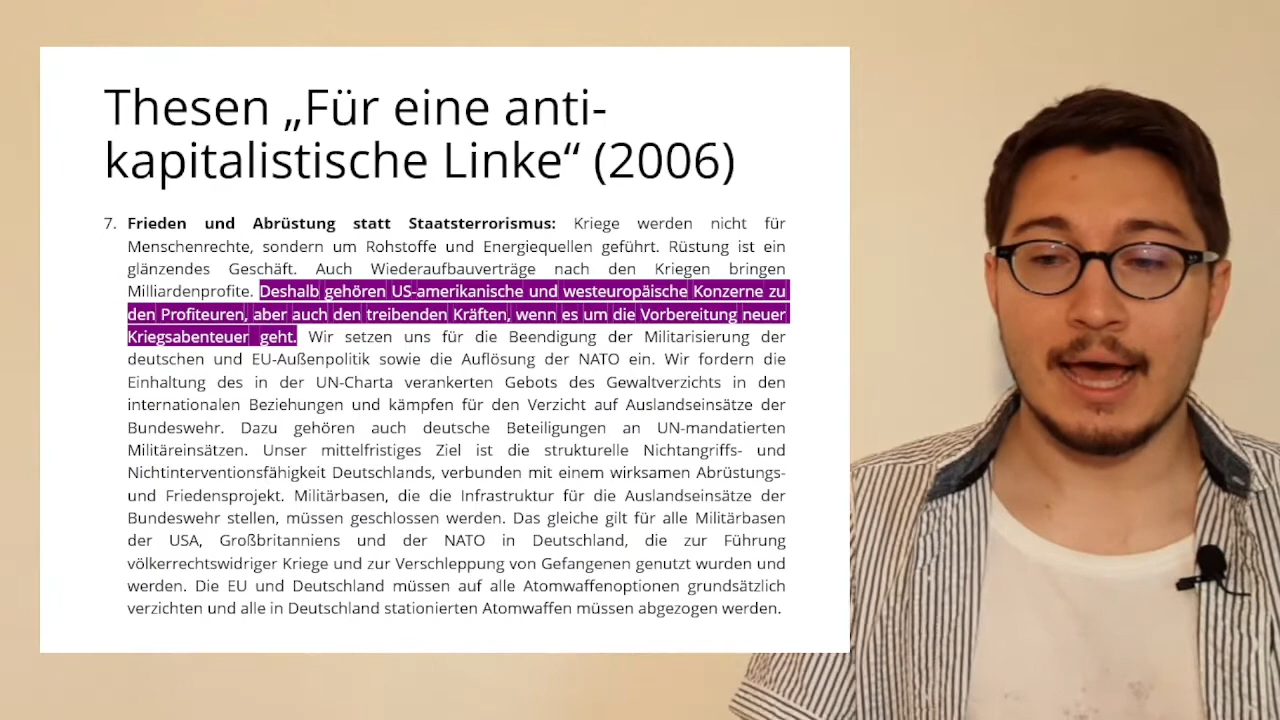 Thesen „Für eine anti-
kapitalistische Linke“ (2006)
7. Frieden und Abrüstung statt Staatsterrorismus: Kriege werden nicht für
Menschenrechte, sondern um Rohstoffe und Energiequellen geführt. Rüstung ist ein
glänzendes Geschäft. Auch Wiederaufbauverträge nach den Kriegen bringen
Milliardenprofite. Deshalb gehören US-amerikanische und westeuropäische Konzerne zu
den Profiteuren, aber auch den treibenden Kräften, wenn es um die Vorbereitung neuer
Kriegsabenteuer geht. Wir setzen uns für die Beendigung der Militarisierung der
deutschen und EU-Außenpolitik sowie die Auflösung der NATO ein. Wir fordern die
Einhaltung des in der UN-Charta verankerten Gebots des Gewaltverzichts in den
internationalen Beziehungen und kämpfen für den Verzicht auf Auslandseinsätze der
Bundeswehr. Dazu gehören auch deutsche Beteiligungen an UN-mandatierten
Militäreinsätzen. Unser mittelfristiges Ziel ist die strukturelle Nichtangriffs- und
Nichtinterventionsfähigkeit Deutschlands, verbunden mit einem wirksamen Abrüstungs-
und Friedensprojekt. Militärbasen, die die Infrastruktur für die Auslandseinsätze der
Bundeswehr stellen, müssen geschlossen werden. Das gleiche gilt für alle Militärbasen
der USA, Großbritanniens und der NATO in Deutschland, die zur Führung
völkerrechtswidriger Kriege und zur Verschleppung von Gefangenen genutzt wurden und
werden. Die EU und Deutschland müssen auf alle Atomwaffenoptionen grundsätzlich
verzichten und alle in Deutschland stationierten Atomwaffen müssen abgezogen werden.